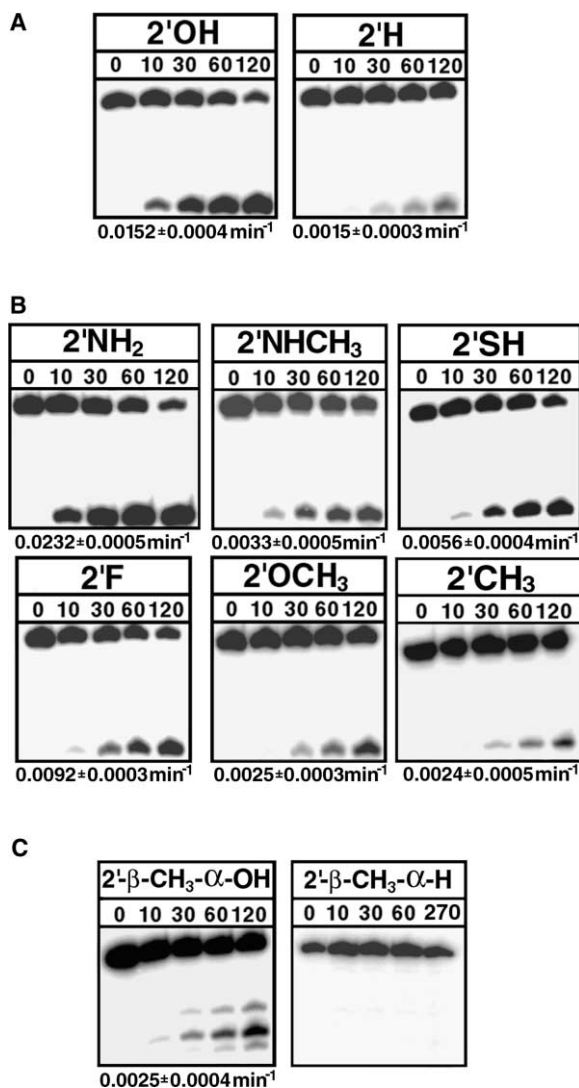 A
2'OH 2'H
0 10 30 60 120 0 10 30 60 120
0.0152±0.0004 min⁻¹ 0.0015±0.0003 min⁻¹
B
2'NH₂ 2'NHCH₃ 2'SH
0 10 30 60 120 0 10 30 60 120 0 10 30 60 120
0.0232±0.0005 min⁻¹ 0.0033±0.0005 min⁻¹ 0.0056±0.0004 min⁻¹
2'F 2'OCH₃ 2'CH₃
0 10 30 60 120 0 10 30 60 120 0 10 30 60 120
0.0092±0.0003 min⁻¹ 0.0025±0.0003 min⁻¹ 0.0024±0.0005 min⁻¹
C
2'-β-CH₃-α-OH 2'-β-CH₃-α-H
0 10 30 60 120 0 10 30 60 270
0.0025±0.0004 min⁻¹